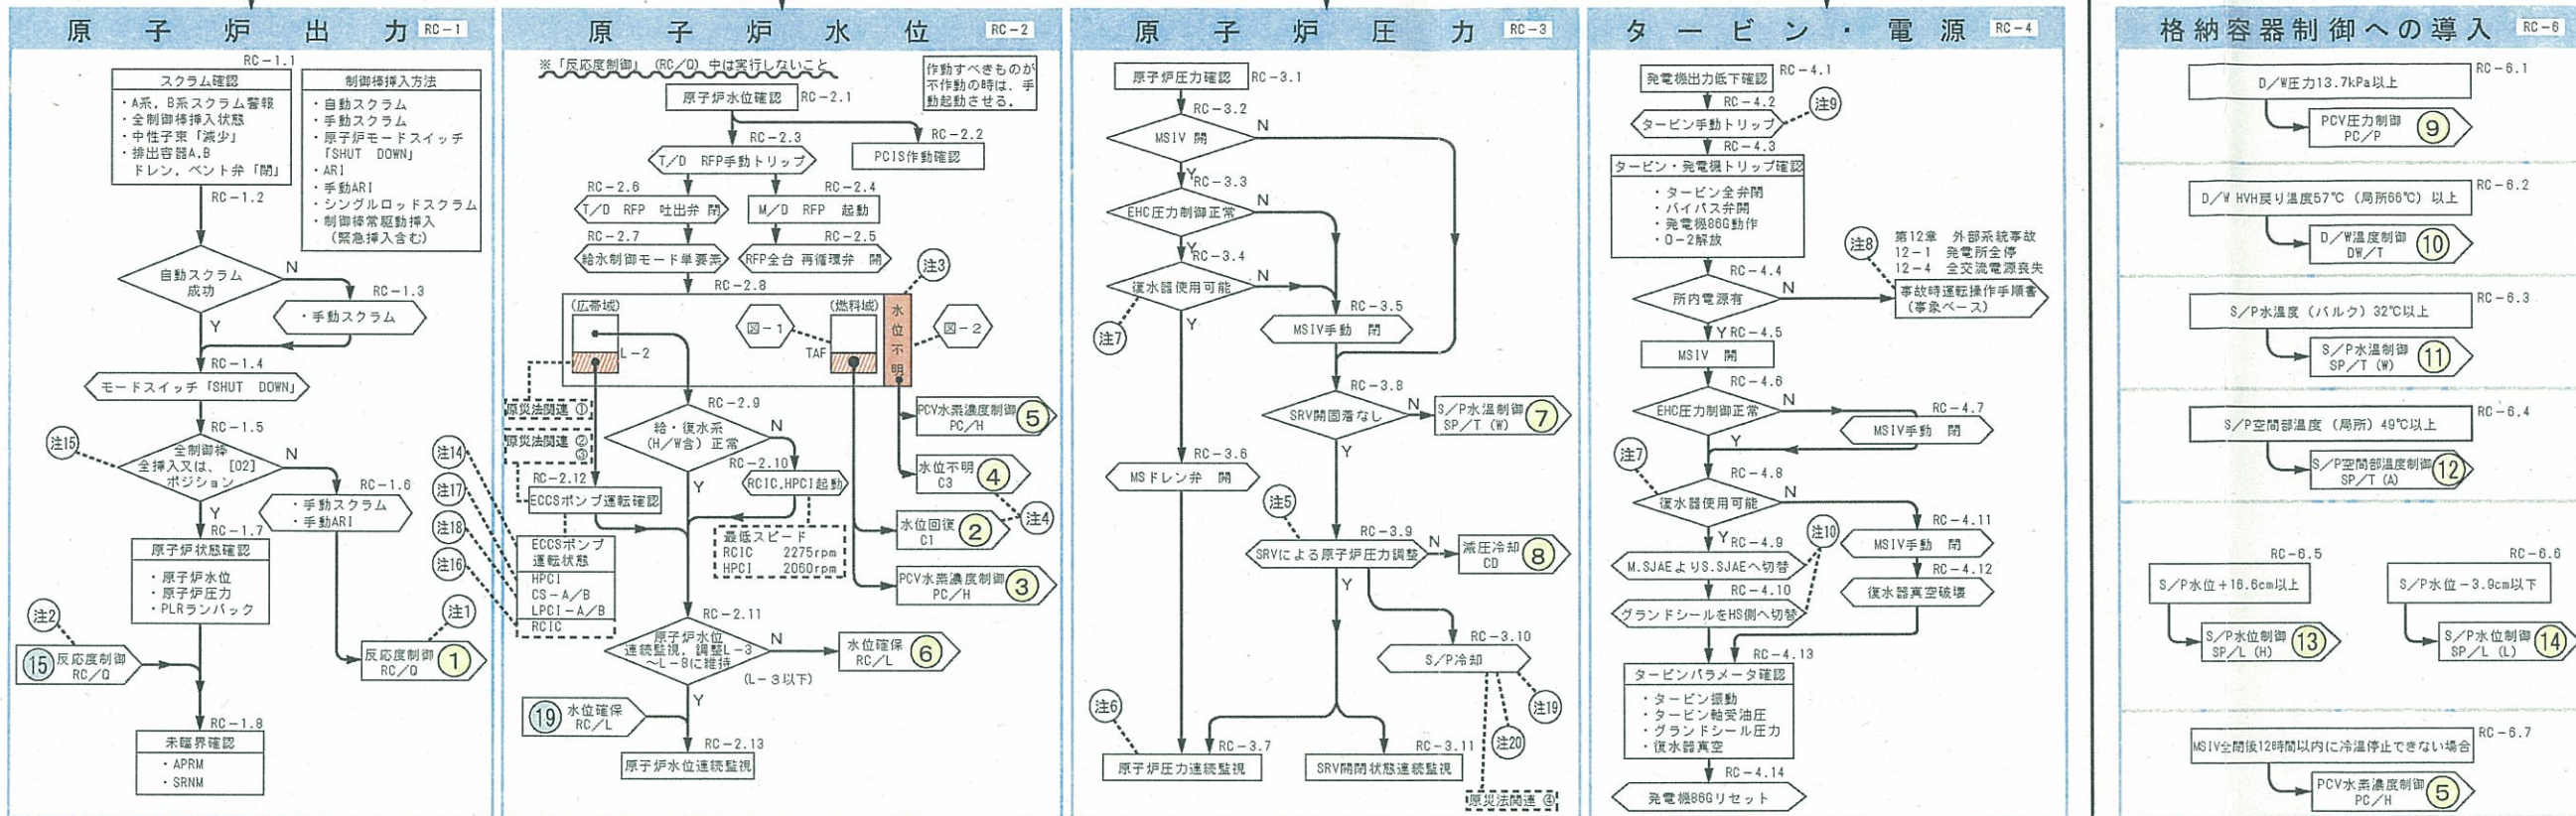 原子炉出力 RC-1
RC-1.1
スクラム確認
・A系，B系スクラム警報
・全制御棒挿入状態
・中性子束「減少」
・排出容器A.B
ドレン，ベント弁「閉」
制御棒挿入方法
・自動スクラム
・手動スクラム
・原子炉モードスイッチ
「SHUT DOWN」
・ARI
・手動ARI
・シングルロッドスクラム
・制御棒常駆動挿入
（緊急挿入含む）
RC-1.2
自動スクラム
成功
N
Y
RC-1.3
・手動スクラム
RC-1.4
モードスイッチ「SHUT DOWN」
RC-1.5
注15
全制御棒
全挿入又は、[02]
ポジション
N
Y
RC-1.6
・手動スクラム
・手動ARI
RC-1.7
原子炉状態確認
・原子炉水位
・原子炉圧力
・PLRランバック
注2
15 反応度制御
RC/Q
注1
反応度制御 1
RC/Q
RC-1.8
未臨界確認
・APRM
・SRNM
原子炉水位 RC-2
※「反応度制御」（RC/Q）中は実行しないこと
作動すべきものが
不作動の時は、手
動起動させる。
原子炉水位確認 RC-2.1
RC-2.2
PCIS作動確認
RC-2.3
T/D RFP手動トリップ
RC-2.6
T/D RFP 吐出弁 閉
RC-2.4
M/D RFP 起動
RC-2.7
給水制御モード単要素
RC-2.5
RFP全台 再循環弁 開
RC-2.8
注3
（広帯域）
L-2
図-1
（燃料域）
TAF
水位不明
図-2
原災法関連 ①
原災法関連 ②
③
RC-2.9
給・復水系
（H/W含）正常
N
Y
RC-2.10
RCIC,HPCI起動
RC-2.12
ECCSポンプ運転確認
最低スピード
RCIC 2275rpm
HPCI 2060rpm
注14
注17
注18
注16
ECCSポンプ
運転状態
HPCI
CS-A/B
LPCI-A/B
RCIC
PCV水素濃度制御 5
PC/H
水位不明 4
C3
注4
水位回復 2
C1
PCV水素濃度制御 3
PC/H
RC-2.11
原子炉水位
連続監視，調整L-3
～L-8に維持
N
（L-3以下）
Y
水位確保 6
RC/L
19 水位確保
RC/L
RC-2.13
原子炉水位連続監視
原子炉圧力 RC-3
原子炉圧力確認 RC-3.1
RC-3.2
MSIV 開
N
Y
RC-3.3
EHC圧力制御正常
N
Y
RC-3.4
復水器使用可能
N
Y
注7
RC-3.5
MSIV手動 閉
RC-3.8
SRV開固着なし
N
Y
S/P水温制御 7
SP/T (W)
RC-3.6
MSドレン弁 開
注5
RC-3.9
SRVによる原子炉圧力調整
N
Y
減圧冷却 8
CD
RC-3.10
S/P冷却
注19
注20
原災法関連 ④
注6
RC-3.7
原子炉圧力連続監視
RC-3.11
SRV開閉状態連続監視
タービン・電源 RC-4
発電機出力低下確認 RC-4.1
RC-4.2
タービン手動トリップ
注9
RC-4.3
タービン・発電機トリップ確認
・タービン全弁閉
・バイパス弁開
・発電機86G動作
・O-2解放
RC-4.4
所内電源有
N
Y
注8
第12章 外部系統事故
12-1 発電所全停
12-4 全交流電源喪失
事故時運転操作手順書
（事象ベース）
RC-4.5
MSIV 開
RC-4.6
EHC圧力制御正常
N
Y
RC-4.7
MSIV手動 閉
注7
RC-4.8
復水器使用可能
N
Y
RC-4.9
M.SJAEよりS.SJAEへ切替
注10
RC-4.10
グランドシールをHS側へ切替
RC-4.11
MSIV手動 閉
RC-4.12
復水器真空破壊
RC-4.13
タービンパラメータ確認
・タービン振動
・タービン軸受油圧
・グランドシール圧力
・復水器真空
RC-4.14
発電機86Gリセット
格納容器制御への導入 RC-6
D/W圧力13.7kPa以上 RC-6.1
PCV圧力制御 9
PC/P
D/W HVH戻り温度57℃（局所66℃）以上 RC-6.2
D/W温度制御 10
DW/T
S/P水温度（バルク）32℃以上 RC-6.3
S/P水温制御 11
SP/T (W)
S/P空間部温度（局所）49℃以上 RC-6.4
S/P空間部温度制御 12
SP/T (A)
RC-6.5
S/P水位+16.6cm以上
S/P水位制御 13
SP/L (H)
RC-6.6
S/P水位-3.9cm以下
S/P水位制御 14
SP/L (L)
MSIV全閉後12時間以内に冷温停止できない場合 RC-6.7
PCV水素濃度制御 5
PC/H